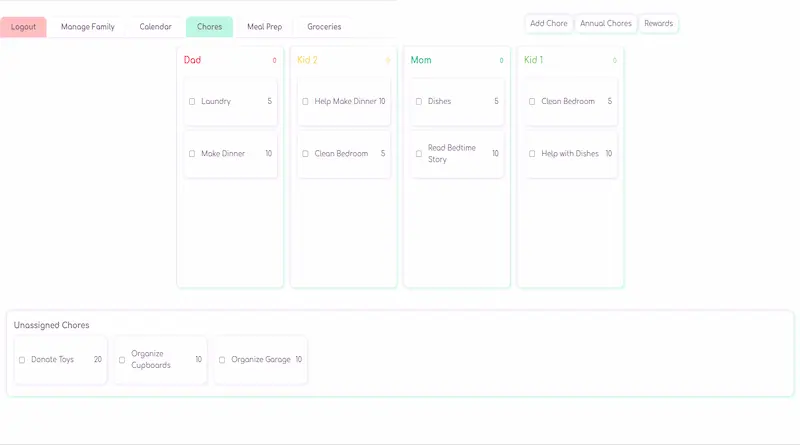 Logout Manage Family Calendar Chores Meal Prep Groceries Add Chore Annual Chores Rewards
Dad 0
Laundry 5
Make Dinner 10
Kid 2 0
Help Make Dinner 10
Clean Bedroom 5
Mom 0
Dishes 5
Read Bedtime
Story 10
Kid 1 0
Clean Bedroom 5
Help with Dishes 10
Unassigned Chores
Donate Toys 20
Organize
Cupboards 10
Organize Garage 10